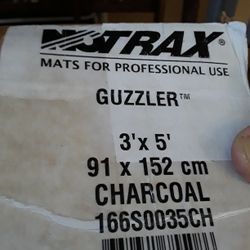 NOTRAX®
MATS FOR PROFESSIONAL USE
GUZZLER™
3' x 5'
91 x 152 cm
CHARCOAL
166S0035CH